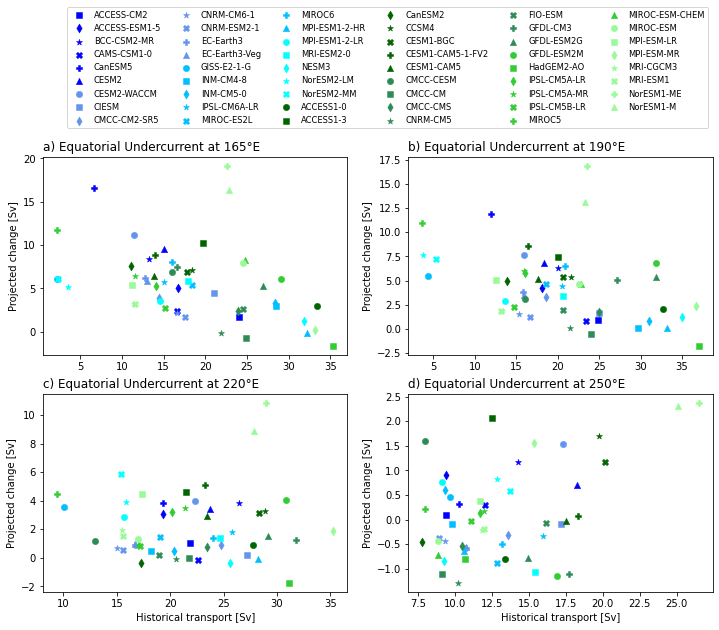 ACCESS-CM2 CNRM-CM6-1 MIROC6 CanESM2 FIO-ESM MIROC-ESM-CHEM
ACCESS-ESM1-5 CNRM-ESM2-1 MPI-ESM1-2-HR CCSM4 GFDL-CM3 MIROC-ESM
BCC-CSM2-MR EC-Earth3 MPI-ESM1-2-LR CESM1-BGC GFDL-ESM2G MPI-ESM-LR
CAMS-CSM1-0 EC-Earth3-Veg MRI-ESM2-0 CESM1-CAM5-1-FV2 GFDL-ESM2M MPI-ESM-MR
CanESM5 GISS-E2-1-G NESM3 CESM1-CAM5 HadGEM2-AO MRI-CGCM3
CESM2 INM-CM4-8 NorESM2-LM CMCC-CESM IPSL-CM5A-LR MRI-ESM1
CESM2-WACCM INM-CM5-0 NorESM2-MM CMCC-CM IPSL-CM5A-MR NorESM1-ME
CIESM IPSL-CM6A-LR ACCESS1-0 CMCC-CMS IPSL-CM5B-LR NorESM1-M
CMCC-CM2-SR5 MIROC-ES2L ACCESS1-3 CNRM-CM5 MIROC5
a) Equatorial Undercurrent at 165°E
Projected change [Sv]
20
15
10
5
0
5 10 15 20 25 30 35
b) Equatorial Undercurrent at 190°E
Projected change [Sv]
17.5
15.0
12.5
10.0
7.5
5.0
2.5
0.0
−2.5
5 10 15 20 25 30 35
c) Equatorial Undercurrent at 220°E
Projected change [Sv]
10
8
6
4
2
0
−2
10 15 20 25 30 35
Historical transport [Sv]
d) Equatorial Undercurrent at 250°E
Projected change [Sv]
2.5
2.0
1.5
1.0
0.5
0.0
−0.5
−1.0
7.5 10.0 12.5 15.0 17.5 20.0 22.5 25.0
Historical transport [Sv]